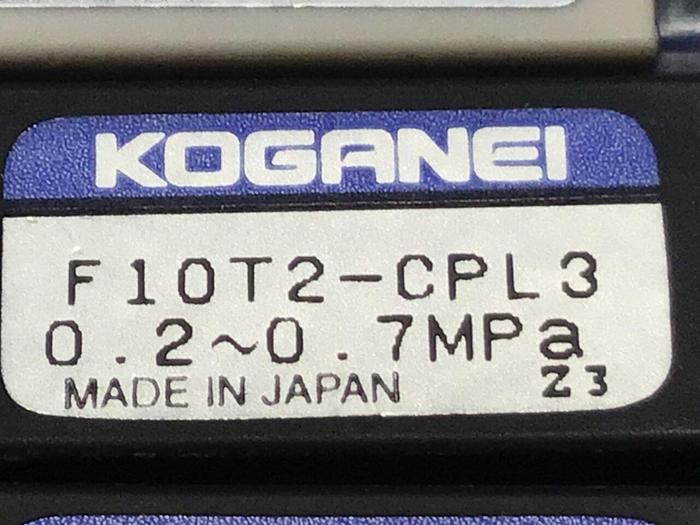 KOGANEI
F10T2-CPL3
0.2~0.7MPa
MADE IN JAPAN Z3